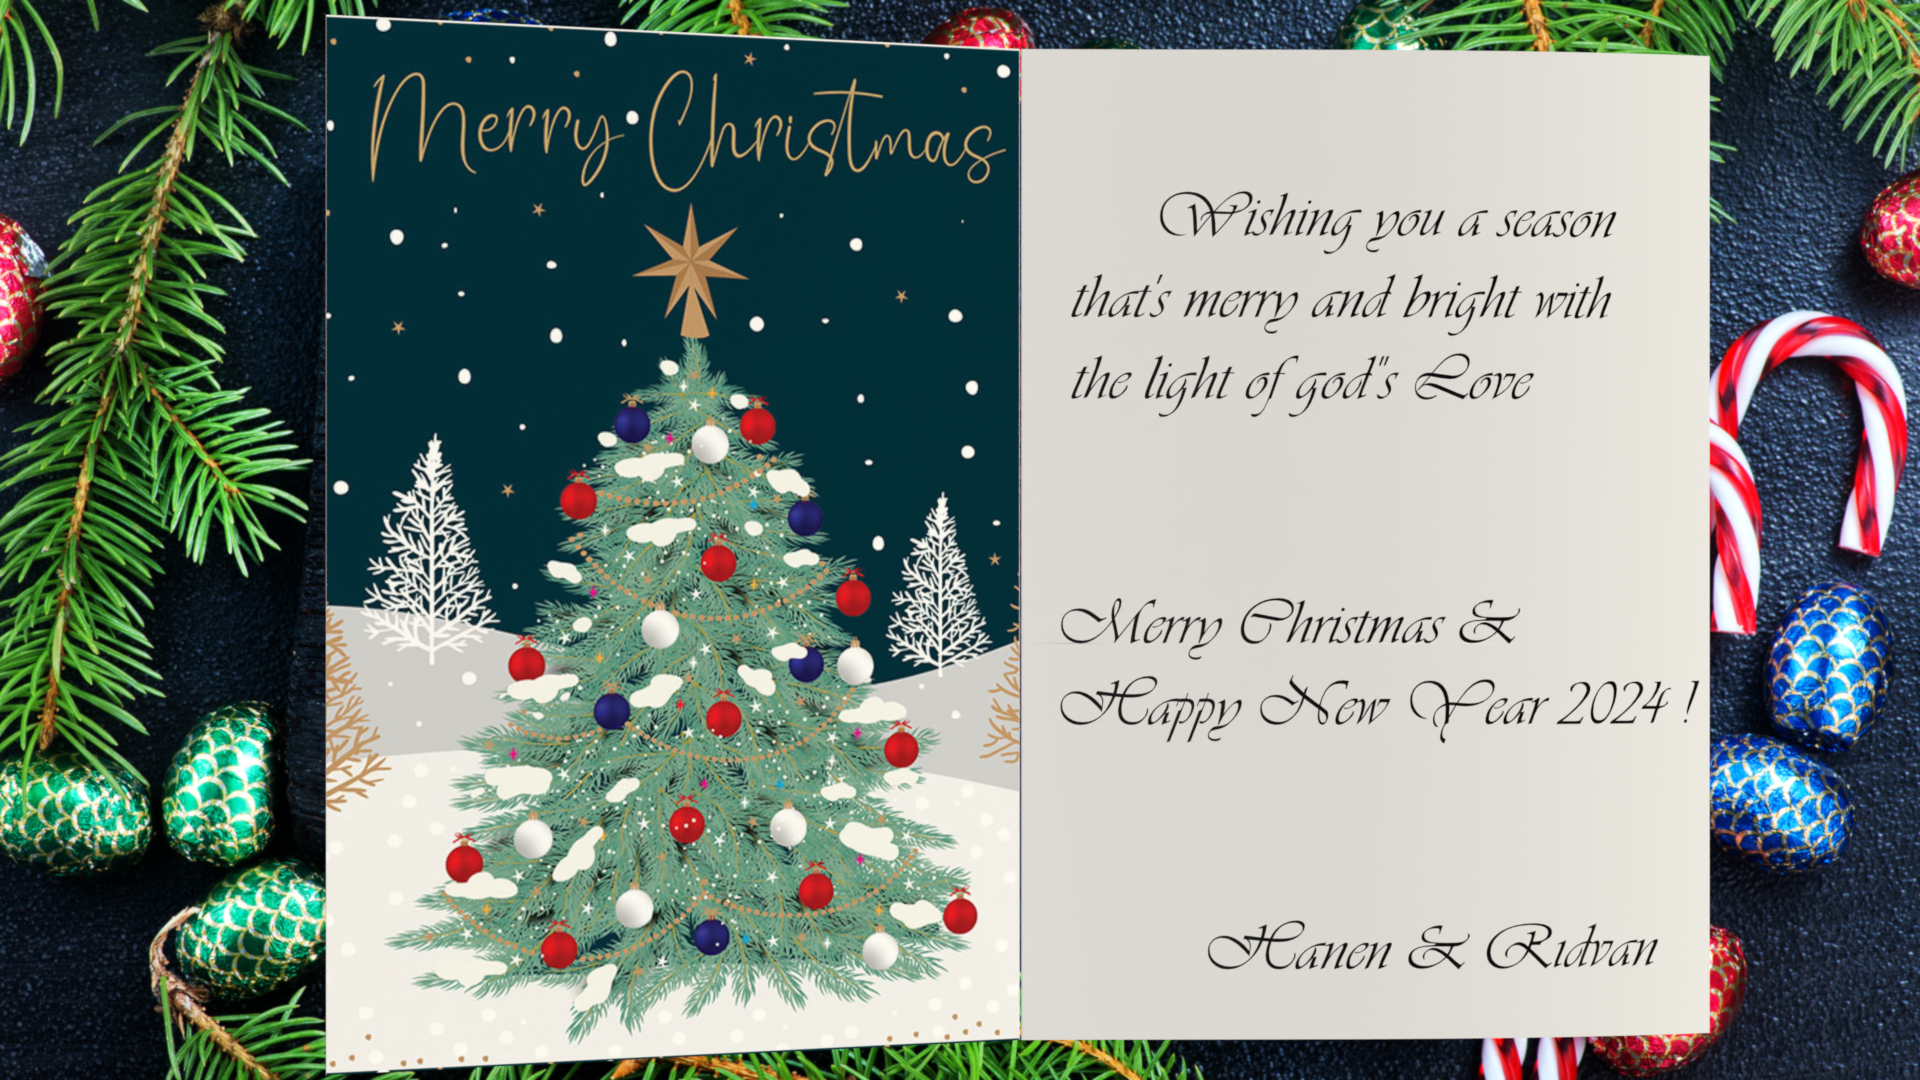 Merry Christmas
Wishing you a season
that's merry and bright with
the light of god"s Love
Merry Christmas &
Happy New Year 2024 !
Hanen & Rıdvan